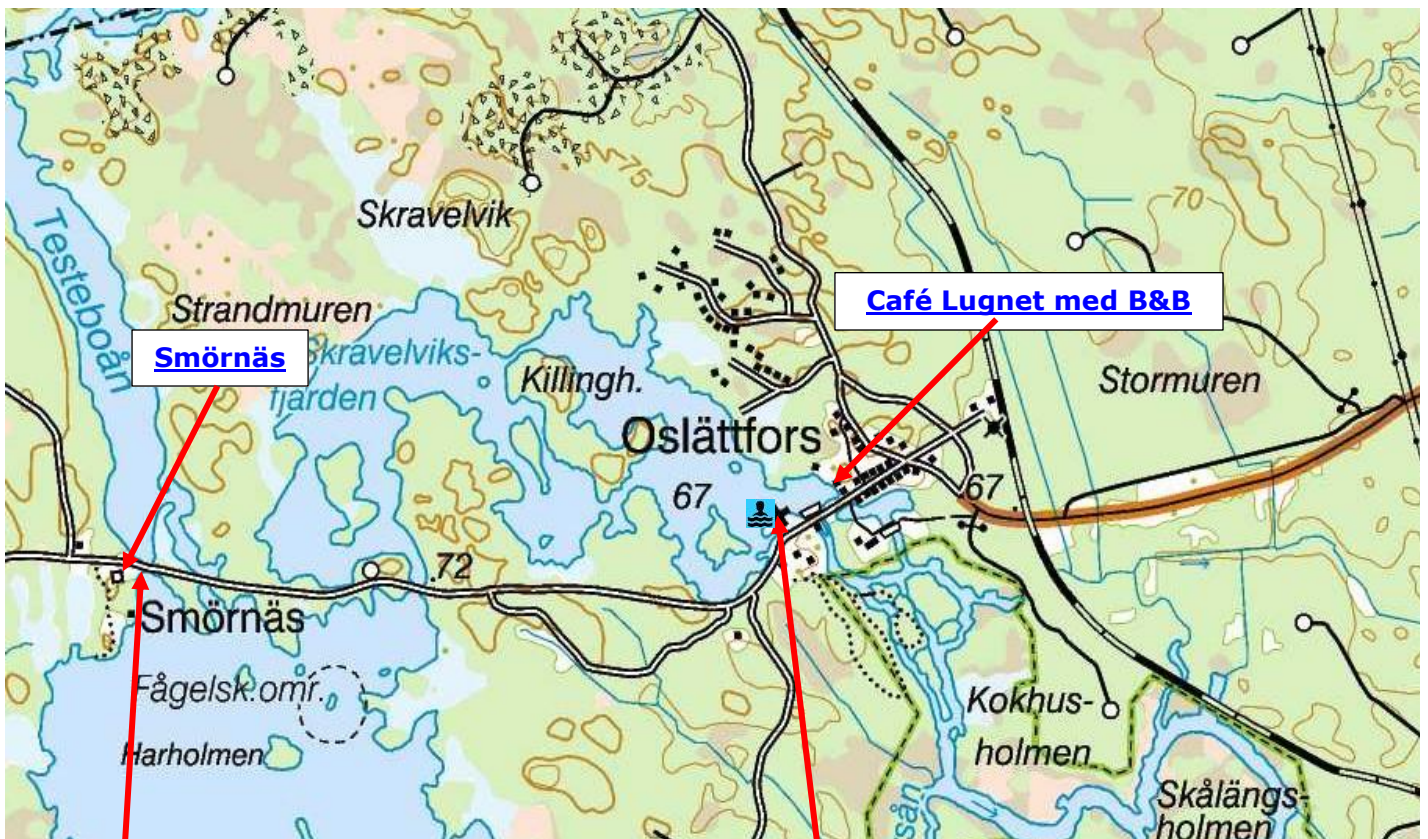 75
70
Skravelvik
Testeboån
Café Lugnet med B&B
Strandmuren
Smörnäs
Skravelviks-
fjärden
Killingh.
Stormuren
Oslättfors
67
67
.72
Smörnäs
Fågelsk.omr.
Harholmen
Kokhus-
holmen
Skålängs-
holmen
sån